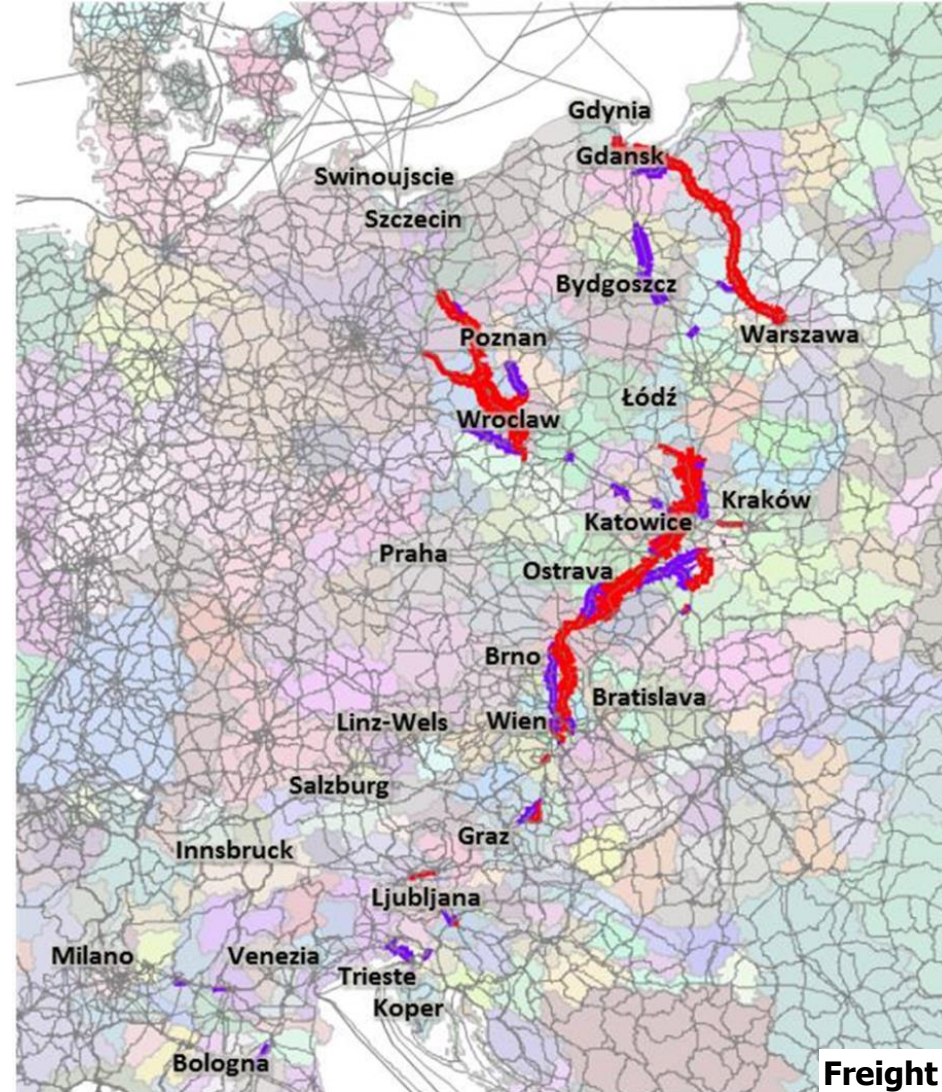 Gdynia
Gdansk
Swinoujscie
Szczecin
Bydgoszcz
Poznan
Warszawa
Łódź
Wroclaw
Kraków
Katowice
Praha
Ostrava
Brno
Bratislava
Linz-Wels
Wien
Salzburg
Graz
Innsbruck
Ljubljana
Milano
Venezia
Trieste
Koper
Bologna
Freight